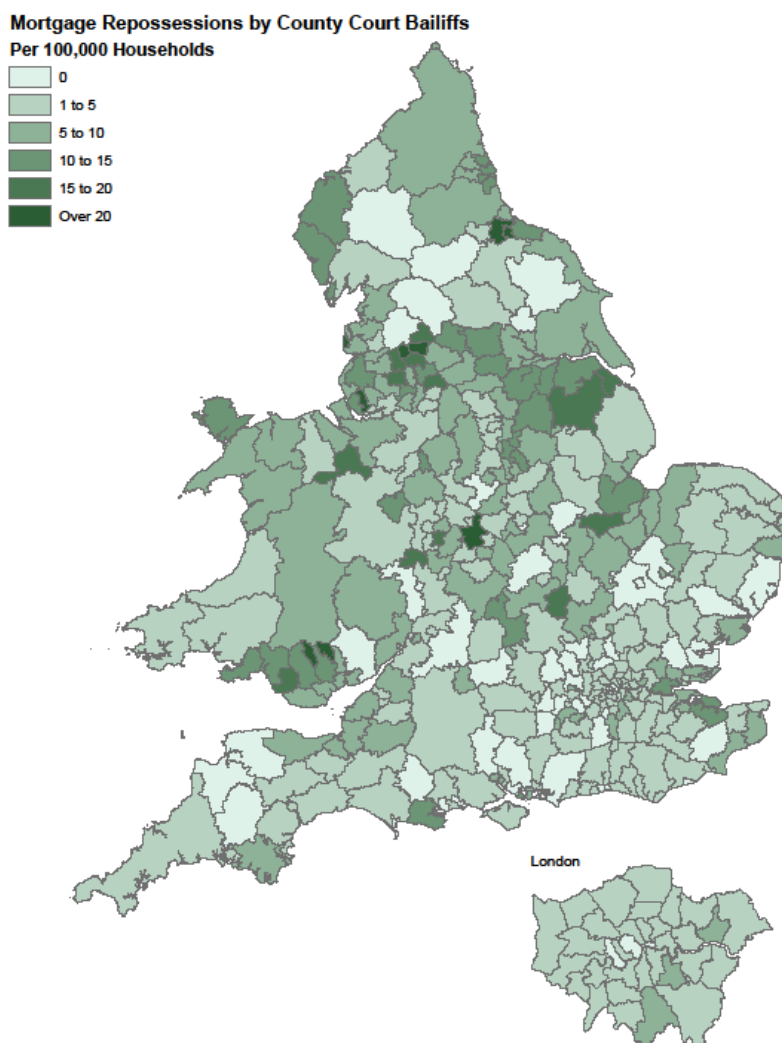 Mortgage Repossessions by County Court Bailiffs
Per 100,000 Households
0
1 to 5
5 to 10
10 to 15
15 to 20
Over 20
London